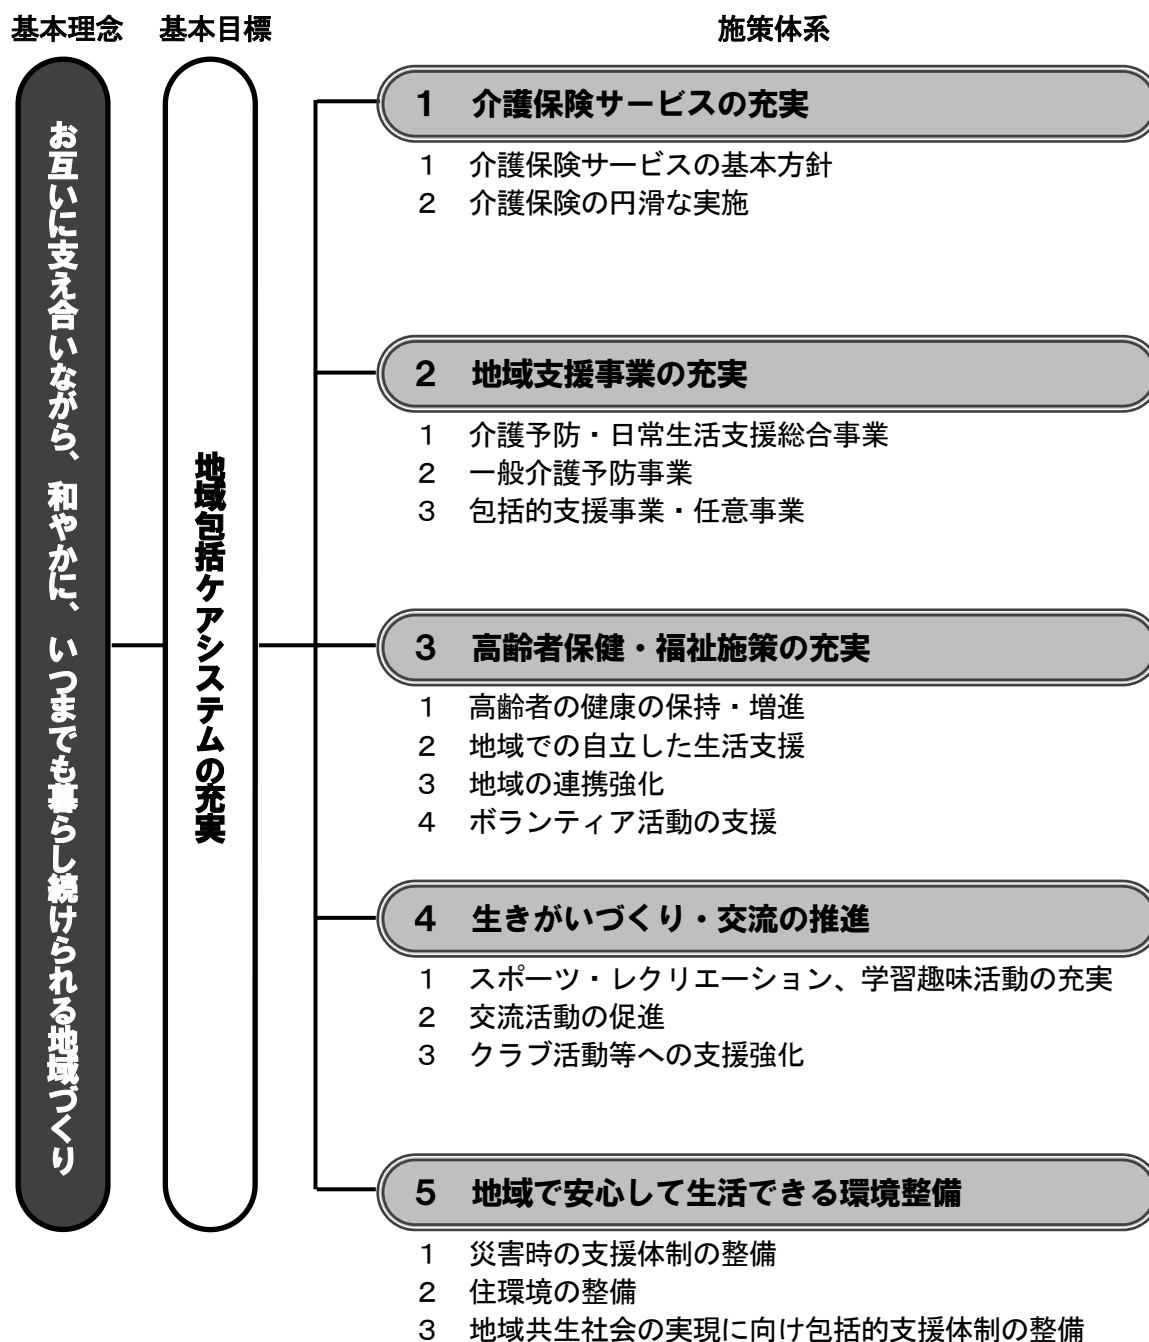 基本理念　基本目標　施策体系
お互いに支え合いながら、和やかに、いつまでも暮らし続けられる地域づくり
地域包括ケアシステムの充実
１　介護保険サービスの充実
１　介護保険サービスの基本方針
２　介護保険の円滑な実施
２　地域支援事業の充実
１　介護予防・日常生活支援総合事業
２　一般介護予防事業
３　包括的支援事業・任意事業
３　高齢者保健・福祉施策の充実
１　高齢者の健康の保持・増進
２　地域での自立した生活支援
３　地域の連携強化
４　ボランティア活動の支援
４　生きがいづくり・交流の推進
１　スポーツ・レクリエーション、学習趣味活動の充実
２　交流活動の促進
３　クラブ活動等への支援強化
５　地域で安心して生活できる環境整備
１　災害時の支援体制の整備
２　住環境の整備
３　地域共生社会の実現に向け包括的支援体制の整備